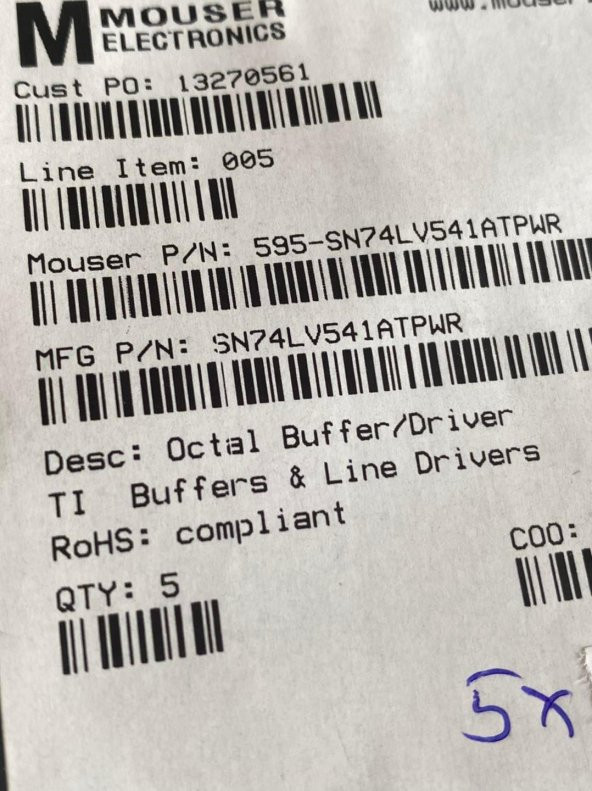 M MOUSER
ELECTRONICS
Cust PO: 13270561
Line Item: 005
Mouser P/N: 595-SN74LV541ATPWR
MFG P/N: SN74LV541ATPWR
Desc: Octal Buffer/Driver
TI Buffers & Line Drivers
RoHS: compliant
COO:
QTY: 5
5x